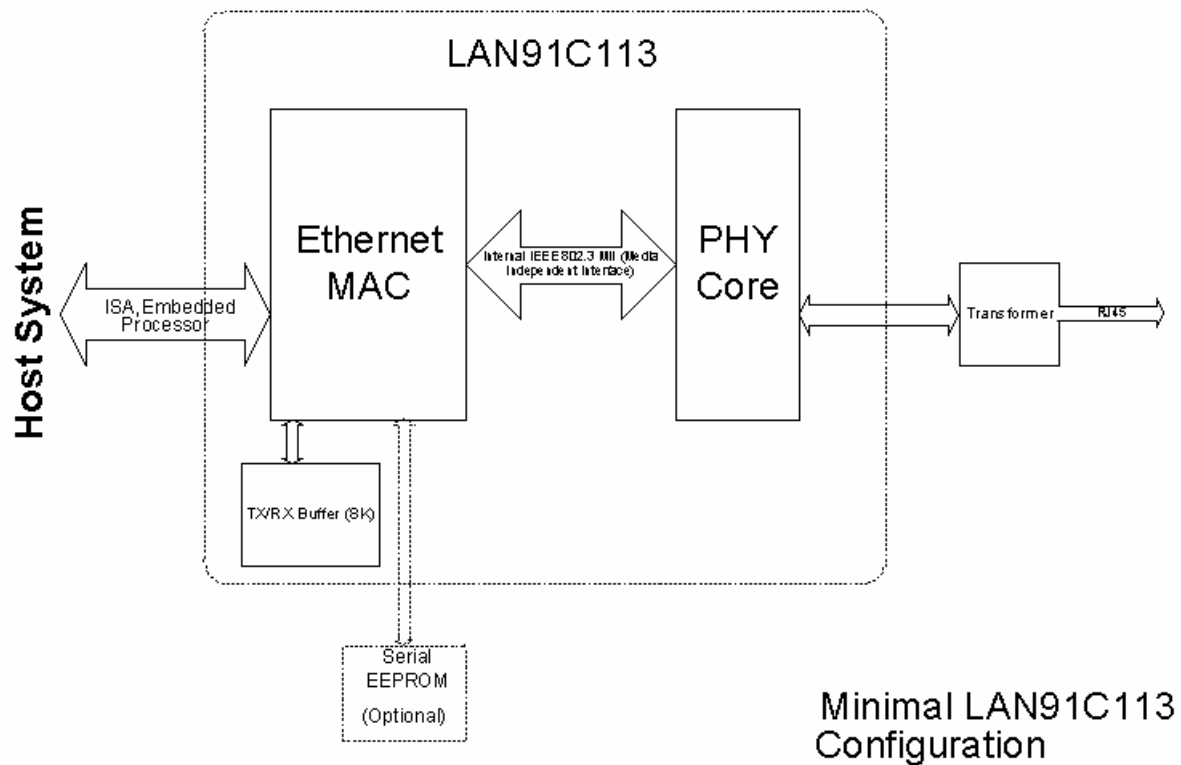 LAN91C113
Host System
ISA, Embedded
Processor
Ethernet
MAC
Internal IEEE 802.3 MII (Media
Independent Interface)
PHY
Core
Transformer
RJ45
TX/RX Buffer (8K)
Serial
EEPROM
(Optional)
Minimal LAN91C113
Configuration